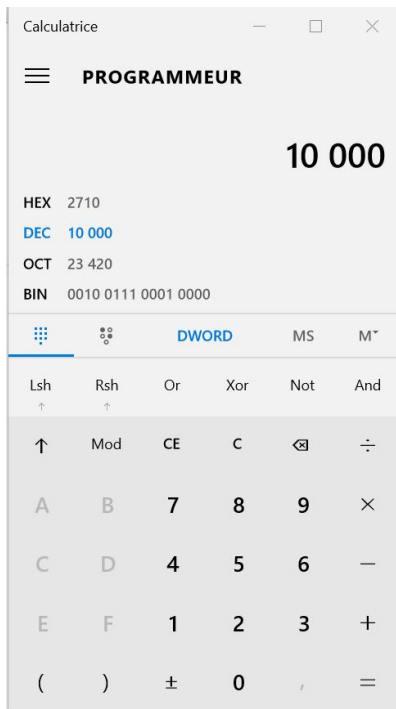 Calculatrice
PROGRAMMEUR
10 000
HEX 2710
DEC 10 000
OCT 23 420
BIN 0010 0111 0001 0000
DWORD MS M˅
Lsh Rsh Or Xor Not And
↑ ↑
↑ Mod CE C ⌫ ÷
A B 7 8 9 ×
C D 4 5 6 −
E F 1 2 3 +
( ) ± 0 , =